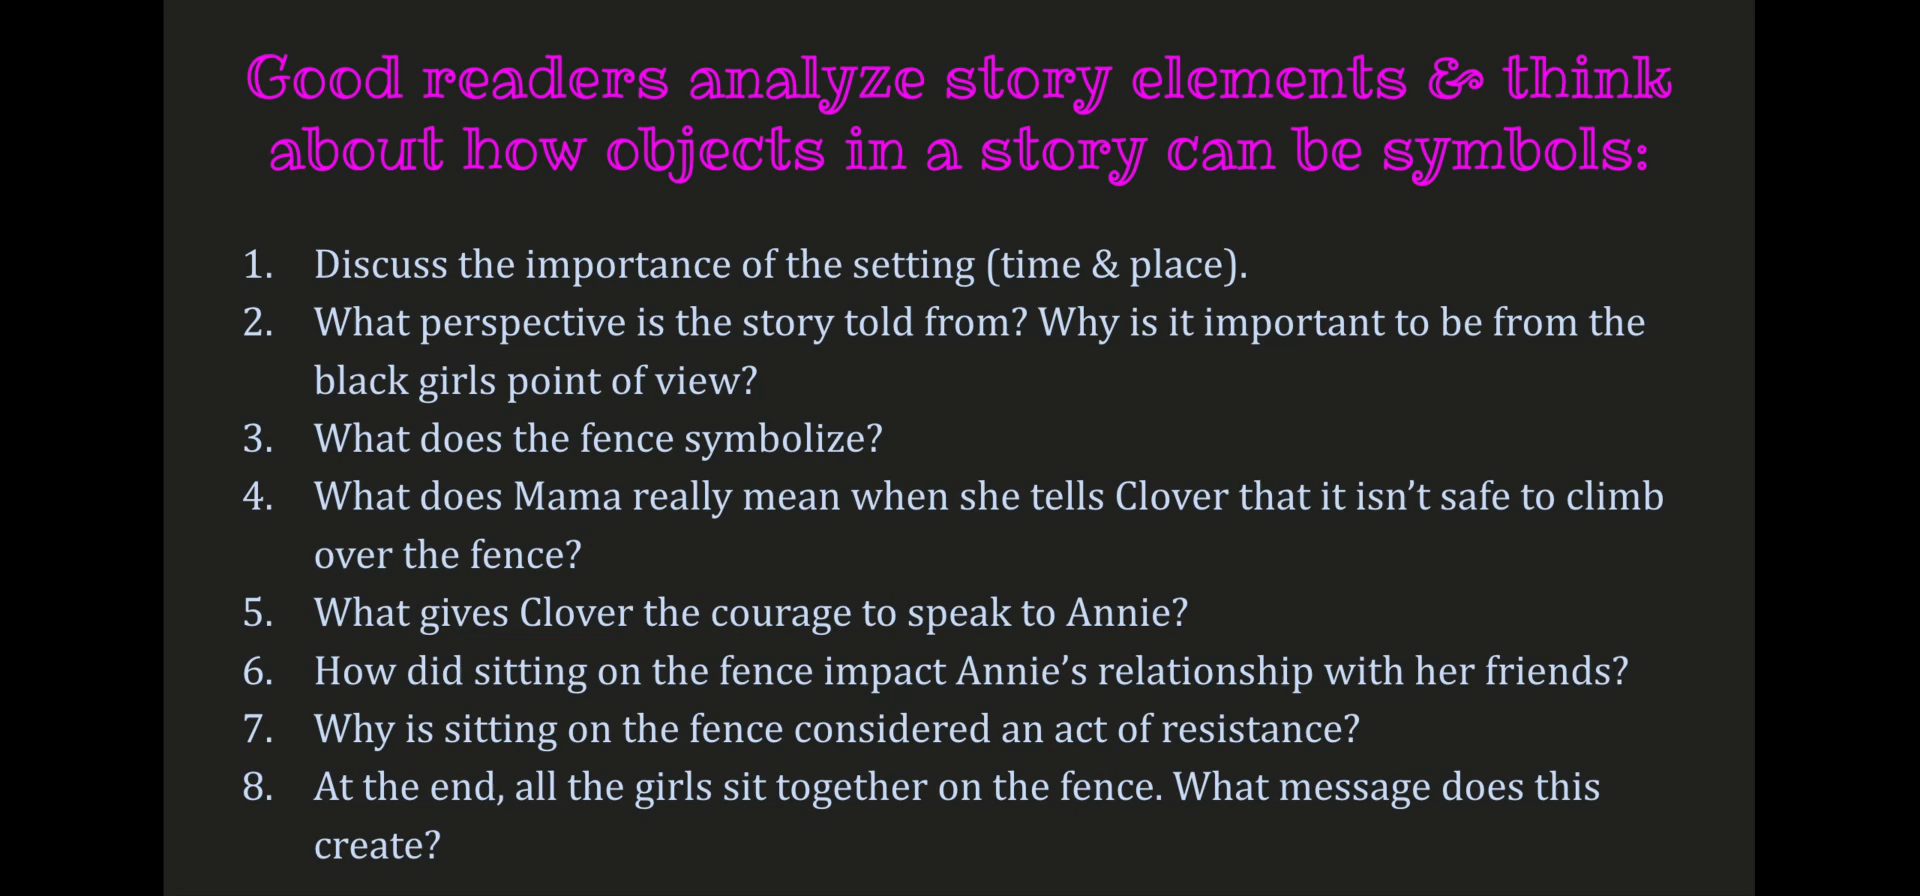 Good readers analyze story elements & think
about how objects in a story can be symbols:
1. Discuss the importance of the setting (time & place).
2. What perspective is the story told from? Why is it important to be from the
black girls point of view?
3. What does the fence symbolize?
4. What does Mama really mean when she tells Clover that it isn’t safe to climb
over the fence?
5. What gives Clover the courage to speak to Annie?
6. How did sitting on the fence impact Annie’s relationship with her friends?
7. Why is sitting on the fence considered an act of resistance?
8. At the end, all the girls sit together on the fence. What message does this
create?